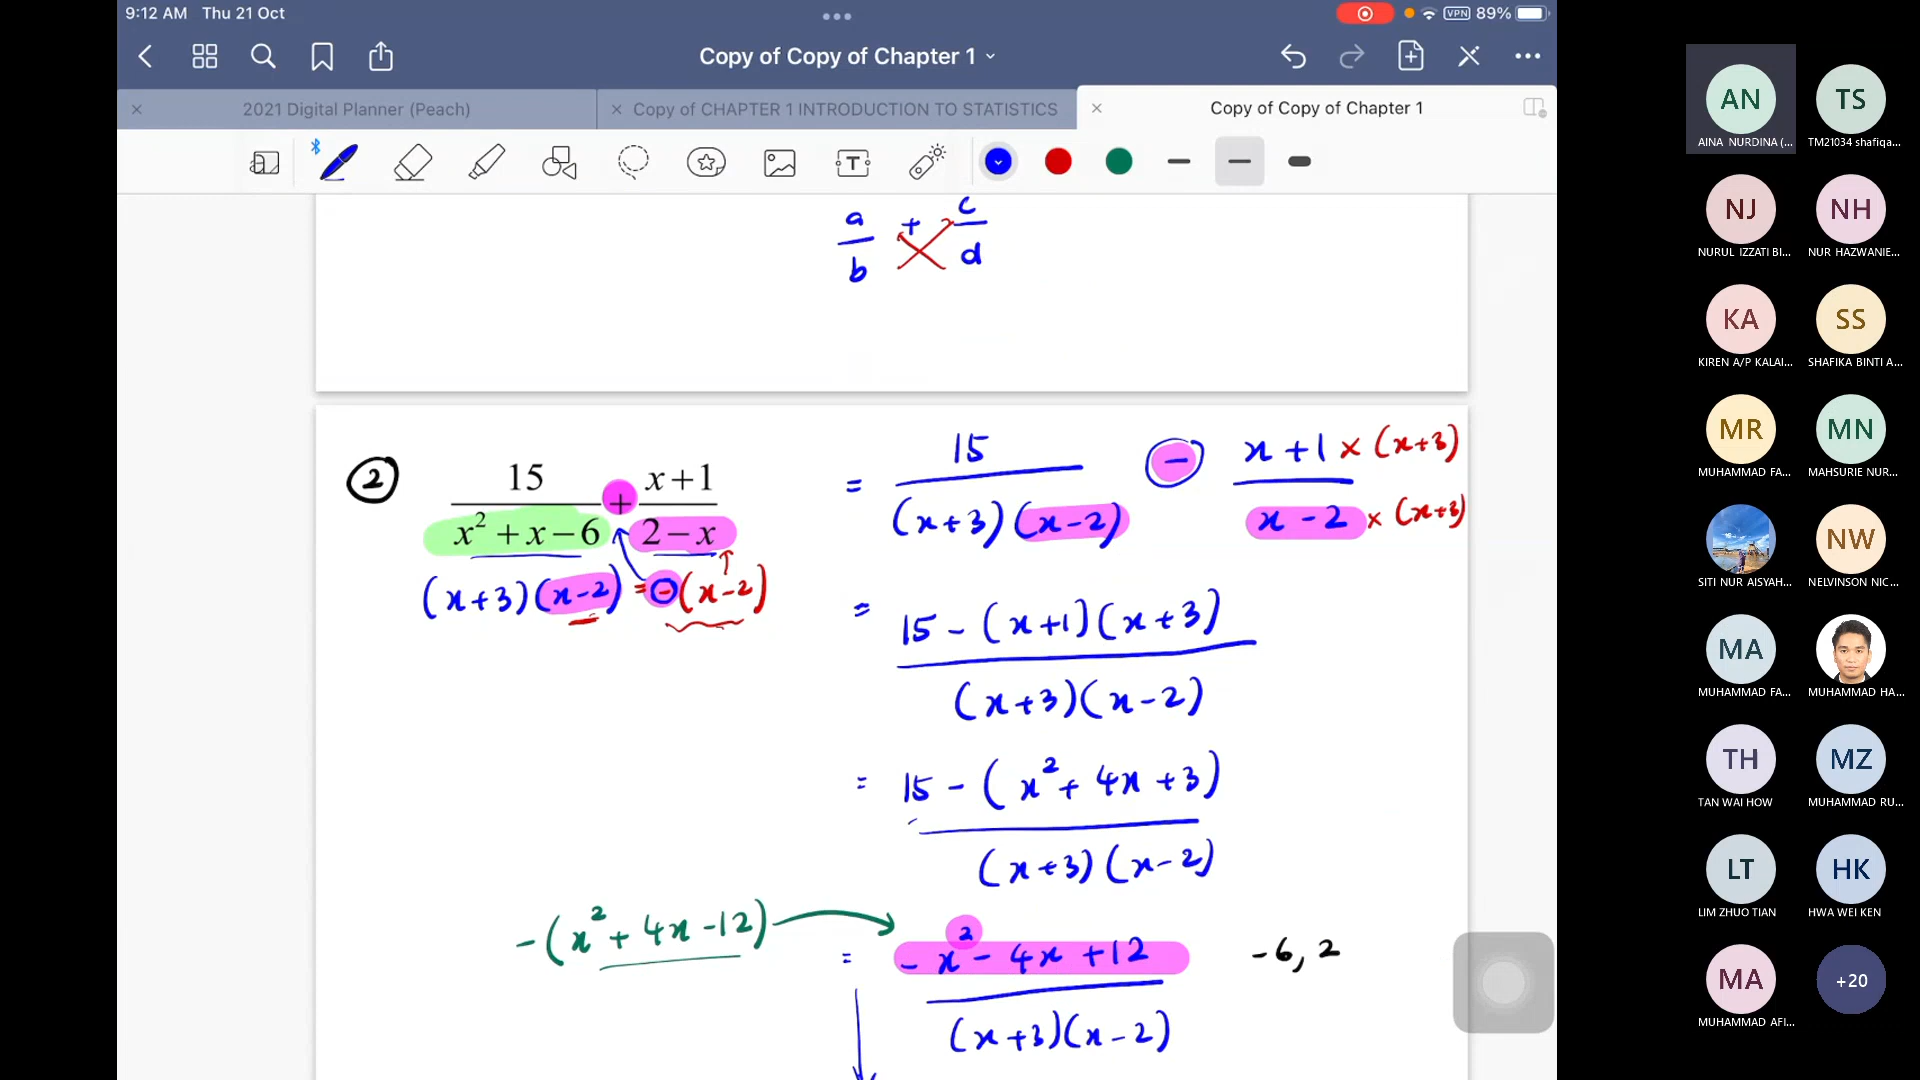 9:12 AM Thu 21 Oct
VPN 89%
Copy of Copy of Chapter 1
2021 Digital Planner (Peach)
Copy of CHAPTER 1 INTRODUCTION TO STATISTICS
Copy of Copy of Chapter 1
a/b + c/d
2
15/(x² + x − 6) + (x+1)/(2 − x)
(x+3)(x−2) = −(x−2)
= 15/((x+3)(x−2)) − (x+1)/(x−2) × (x+3)/(x+3)
= (15 − (x+1)(x+3))/((x+3)(x−2))
= (15 − (x² + 4x + 3))/((x+3)(x−2))
−(x² + 4x − 12)
= (−x² − 4x + 12)/((x+3)(x−2))
−6, 2
AN
AINA NURDINA (...
TS
TM21034 shafiqa...
NJ
NURUL IZZATI BI...
NH
NUR HAZWANIE...
KA
KIREN A/P KALAI...
SS
SHAFIKA BINTI A...
MR
MUHAMMAD FA...
MN
MAHSURIE NUR...
SITI NUR AISYAH...
NW
NELVINSON NIC...
MA
MUHAMMAD FA...
MUHAMMAD HA...
TH
TAN WAI HOW
MZ
MUHAMMAD RU...
LT
LIM ZHUO TIAN
HK
HWA WEI KEN
MA
MUHAMMAD AFI...
+20